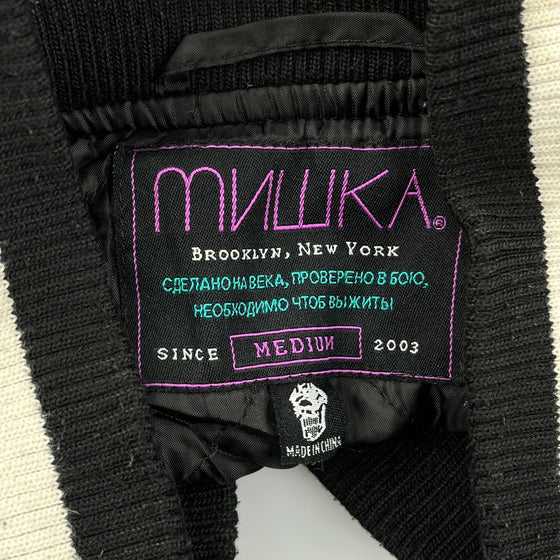 МИШКА®
BROOKLYN, NEW YORK
СДЕЛАНО НА ВЕКА, ПРОВЕРЕНО В БОЮ,
НЕОБХОДИМО ЧТОБ ВЫЖИТЬ!
SINCE MEDIUM 2003
MADE IN CHINA